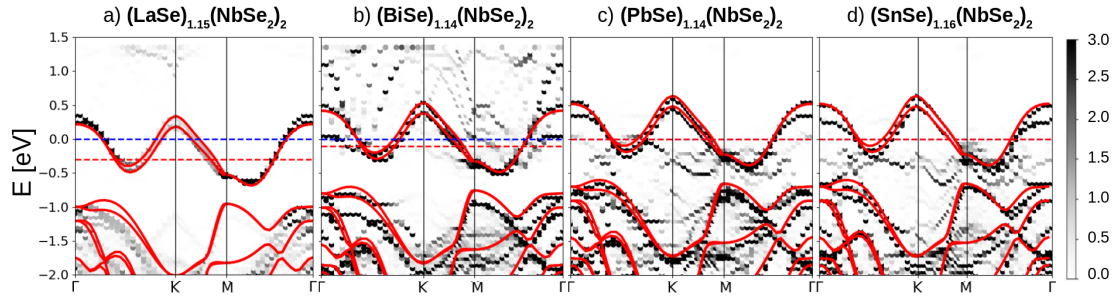 a) (LaSe)1.15(NbSe2)2
b) (BiSe)1.14(NbSe2)2
c) (PbSe)1.14(NbSe2)2
d) (SnSe)1.16(NbSe2)2
E [eV]
1.5
1.0
0.5
0.0
−0.5
−1.0
−1.5
−2.0
Γ K M Γ
Γ K M Γ
Γ K M Γ
Γ K M Γ
3.0
2.5
2.0
1.5
1.0
0.5
0.0